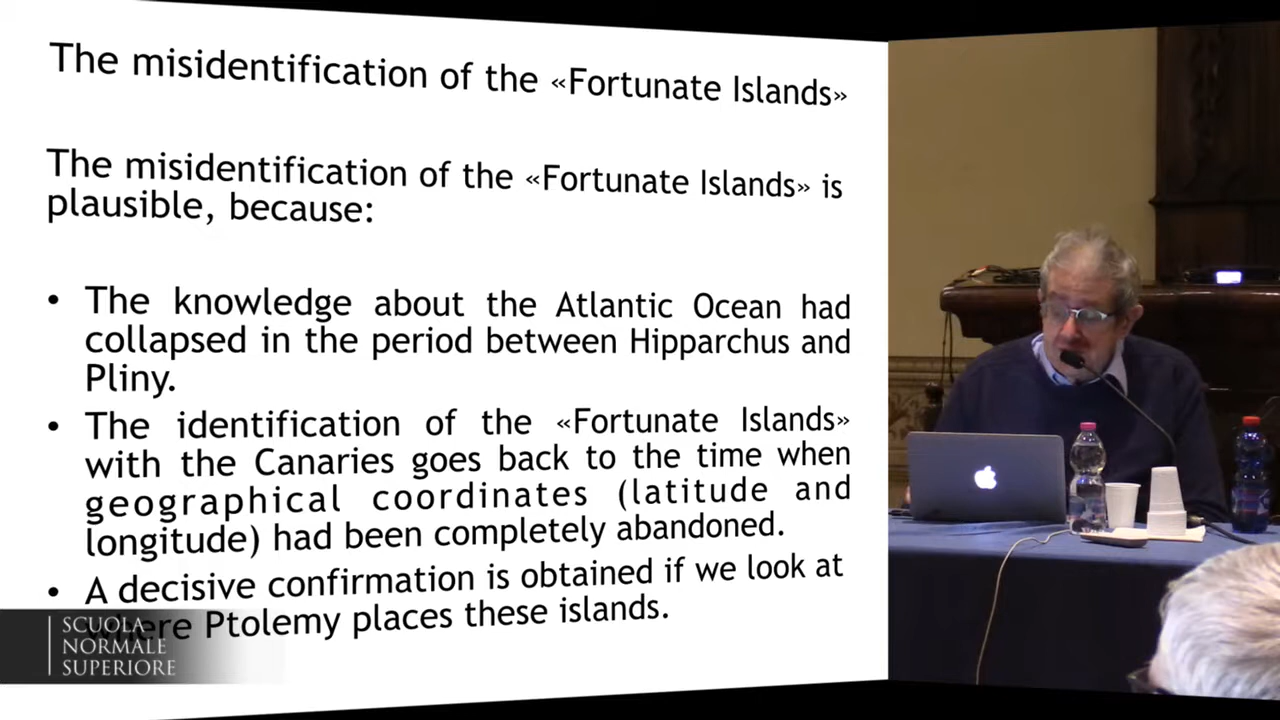 The misidentification of the «Fortunate Islands»
The misidentification of the «Fortunate Islands» is
plausible, because:
• The knowledge about the Atlantic Ocean had
collapsed in the period between Hipparchus and
Pliny.
• The identification of the «Fortunate Islands»
with the Canaries goes back to the time when
geographical coordinates (latitude and
longitude) had been completely abandoned.
• A decisive confirmation is obtained if we look at
where Ptolemy places these islands.
SCUOLA
NORMALE
SUPERIORE